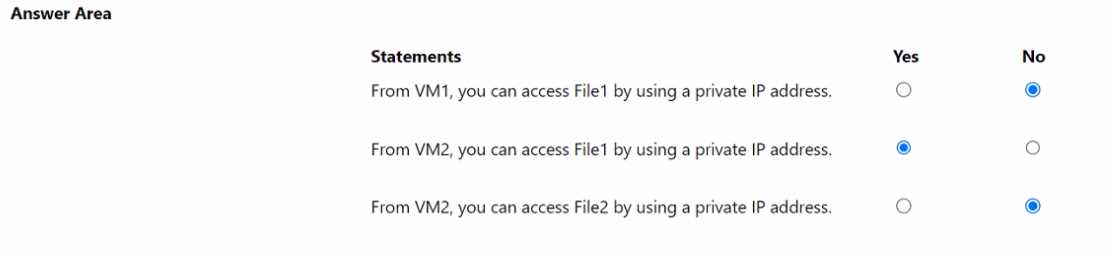 Answer Area
Statements Yes No
From VM1, you can access File1 by using a private IP address.
From VM2, you can access File1 by using a private IP address.
From VM2, you can access File2 by using a private IP address.